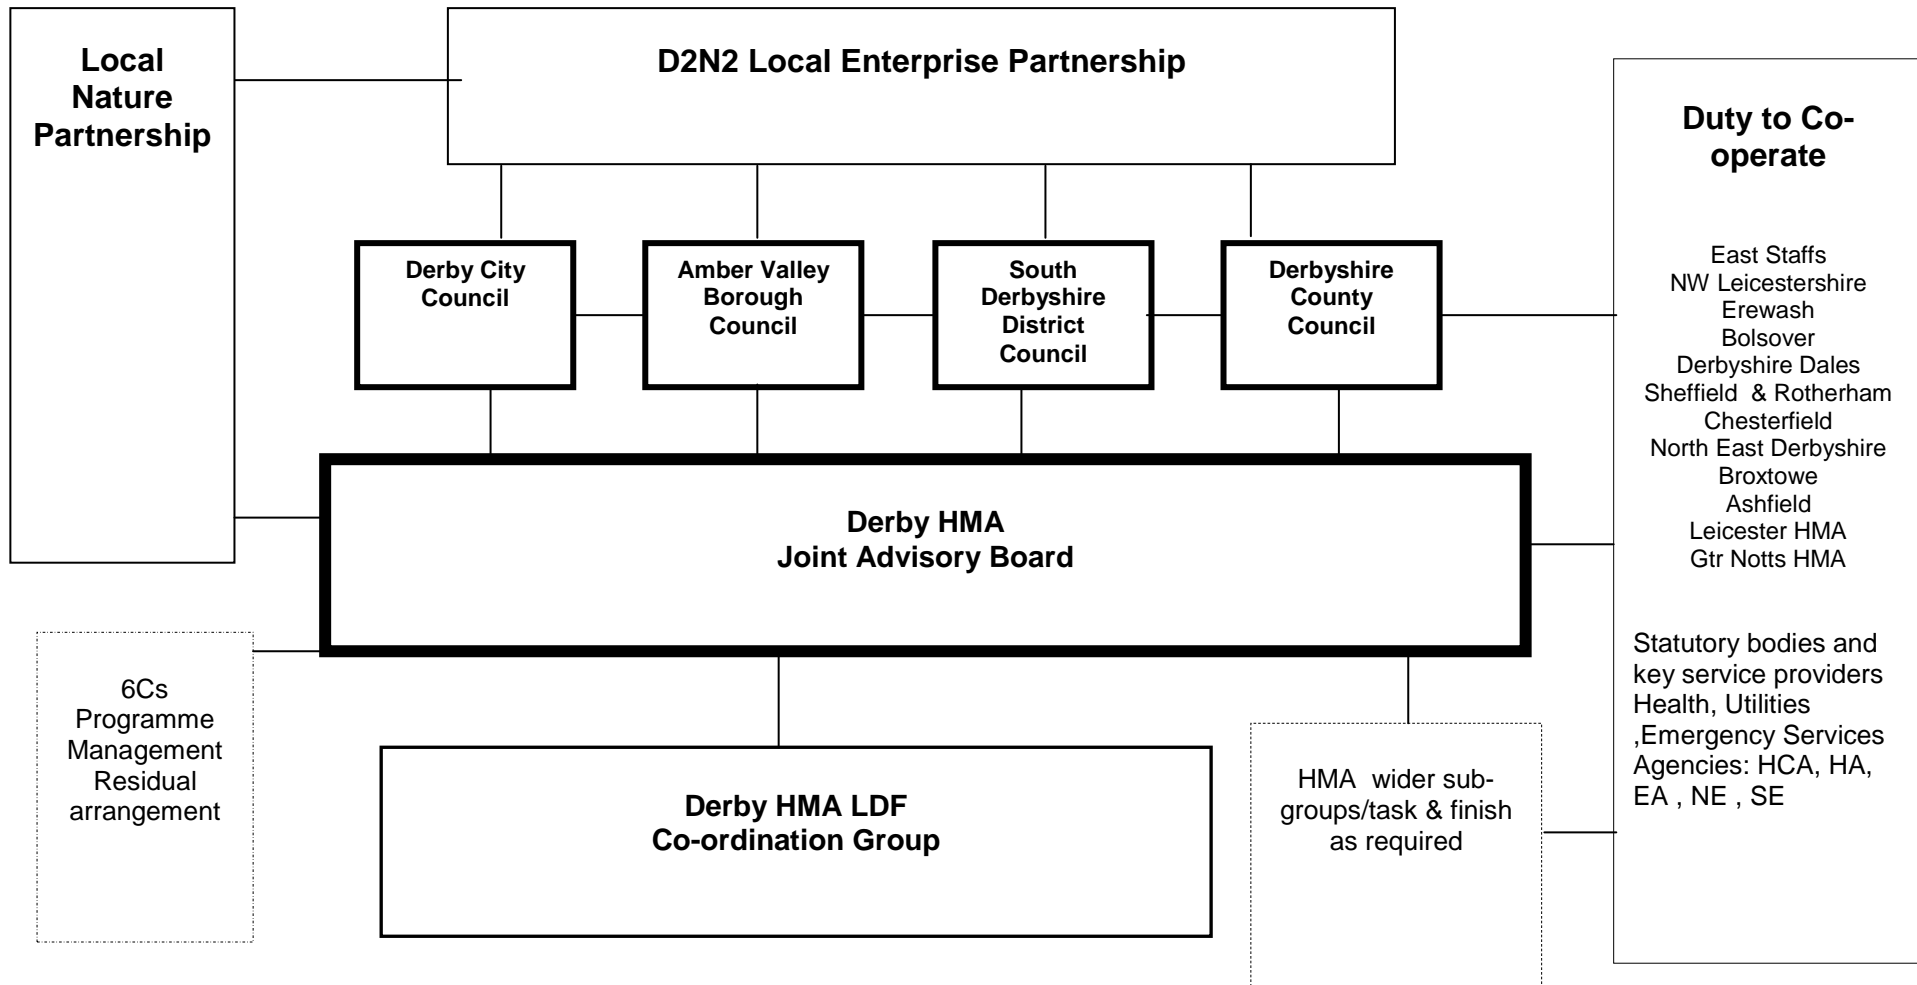 Local
Nature
Partnership
D2N2 Local Enterprise Partnership
Duty to Co-
operate
Derby City
Council
Amber Valley
Borough
Council
South
Derbyshire
District
Council
Derbyshire
County
Council
East Staffs
NW Leicestershire
Erewash
Bolsover
Derbyshire Dales
Sheffield & Rotherham
Chesterfield
North East Derbyshire
Broxtowe
Ashfield
Leicester HMA
Gtr Notts HMA
Statutory bodies and
key service providers
Health, Utilities
,Emergency Services
Agencies: HCA, HA,
EA , NE , SE
Derby HMA
Joint Advisory Board
6Cs
Programme
Management
Residual
arrangement
Derby HMA LDF
Co-ordination Group
HMA wider sub-
groups/task & finish
as required